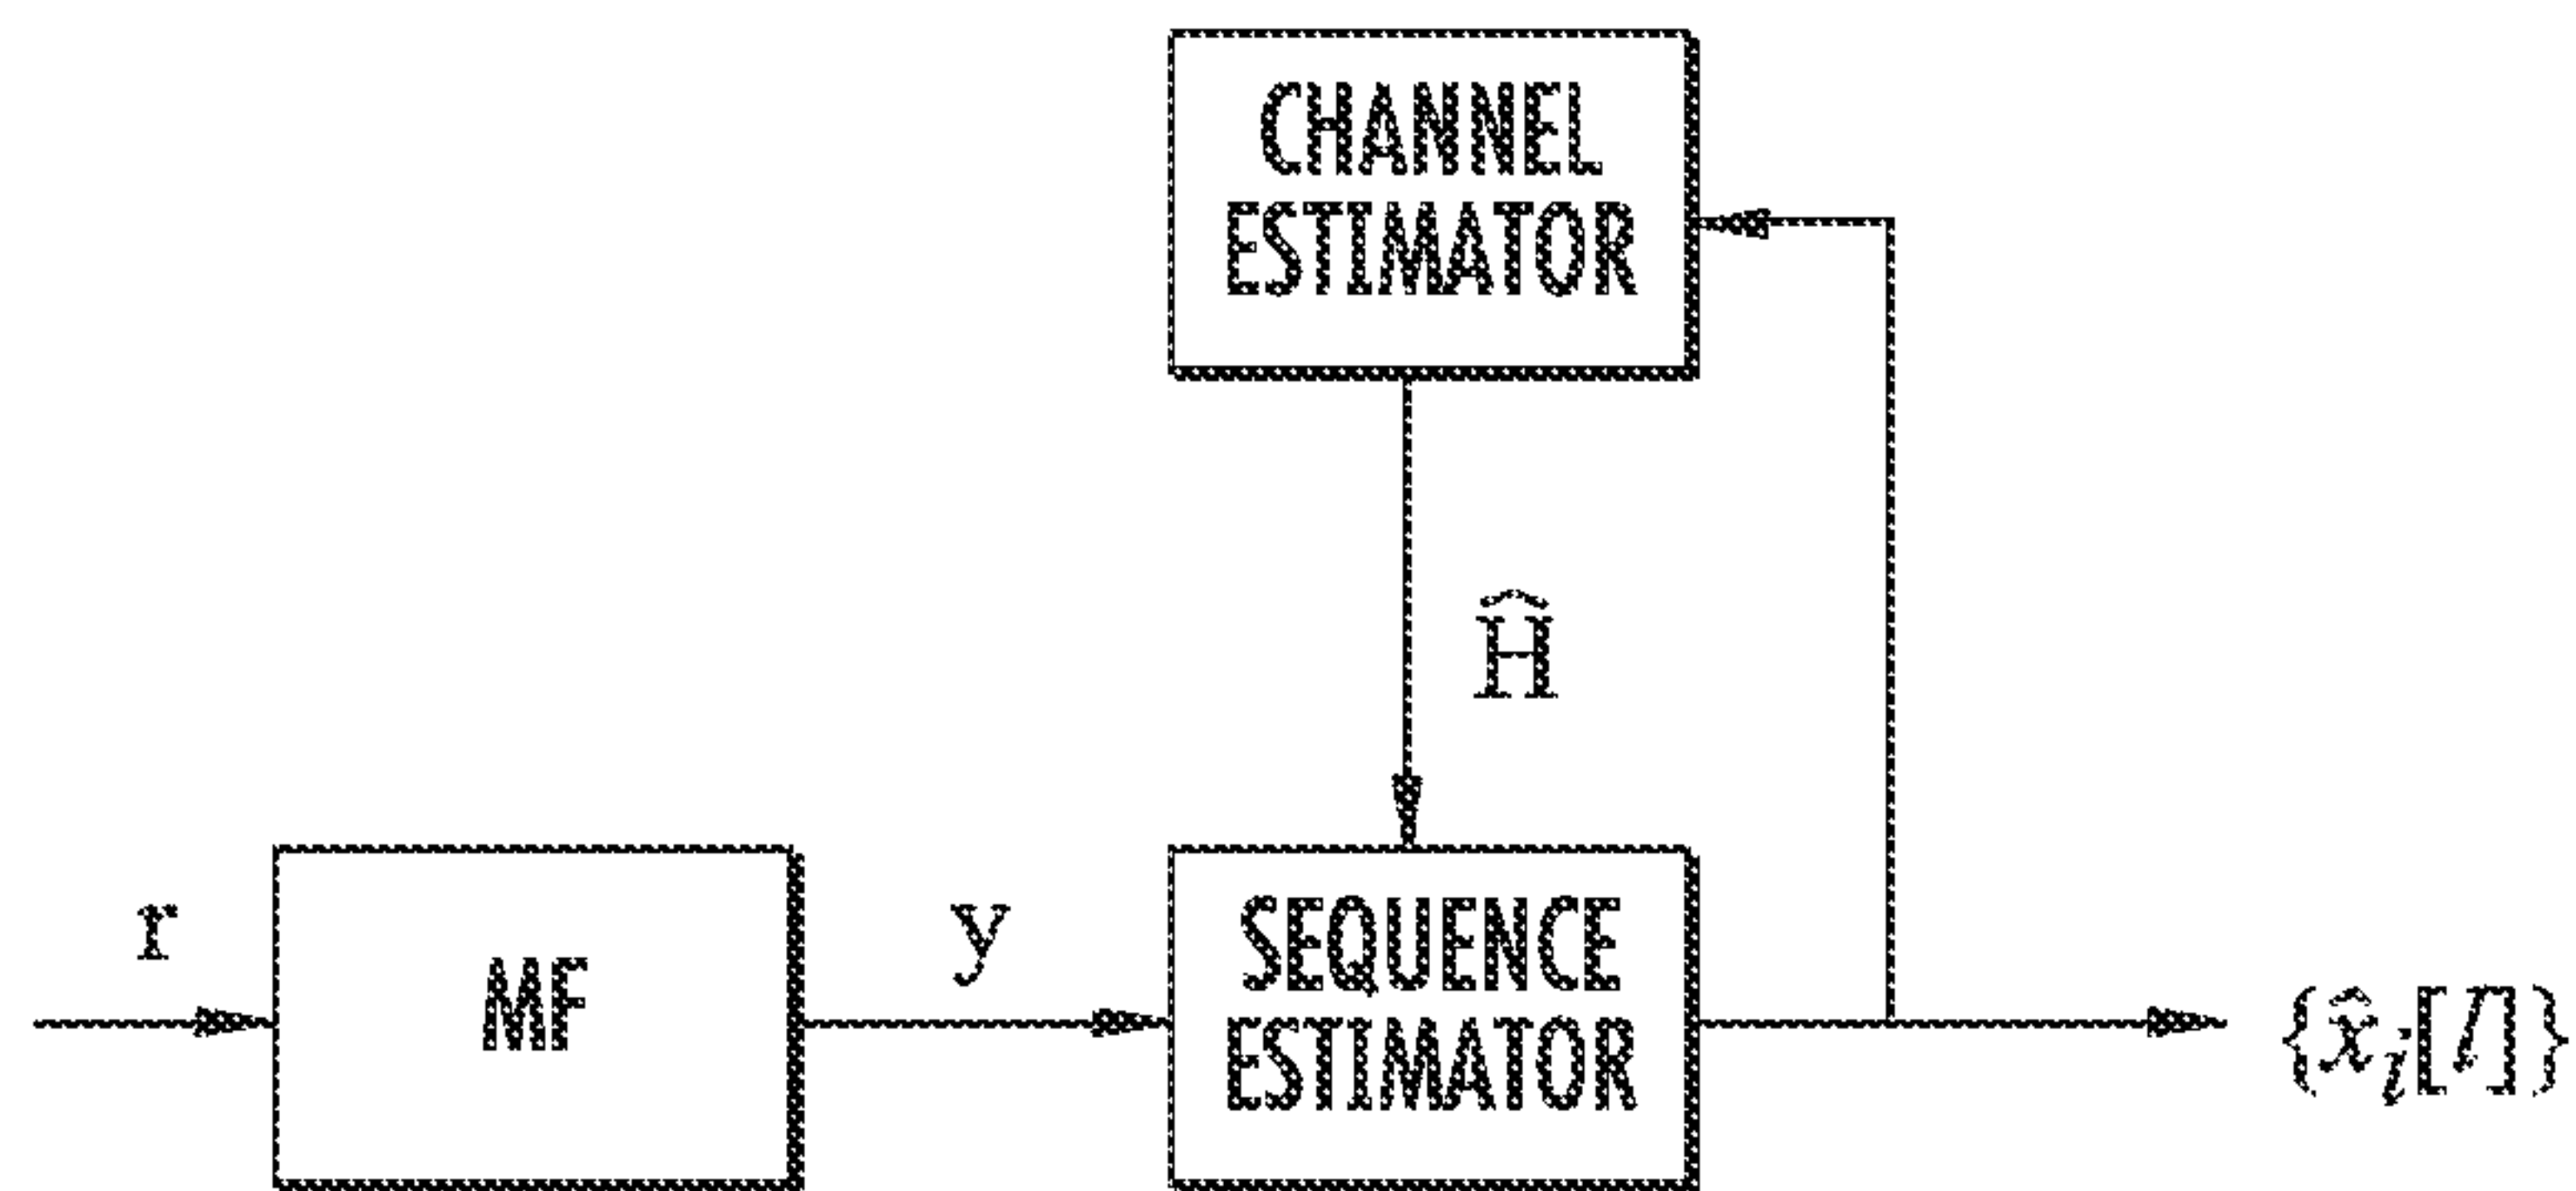 CHANNEL
ESTIMATOR
Ĥ
r
MF
y
SEQUENCE
ESTIMATOR
{x̂ᵢ[l]}